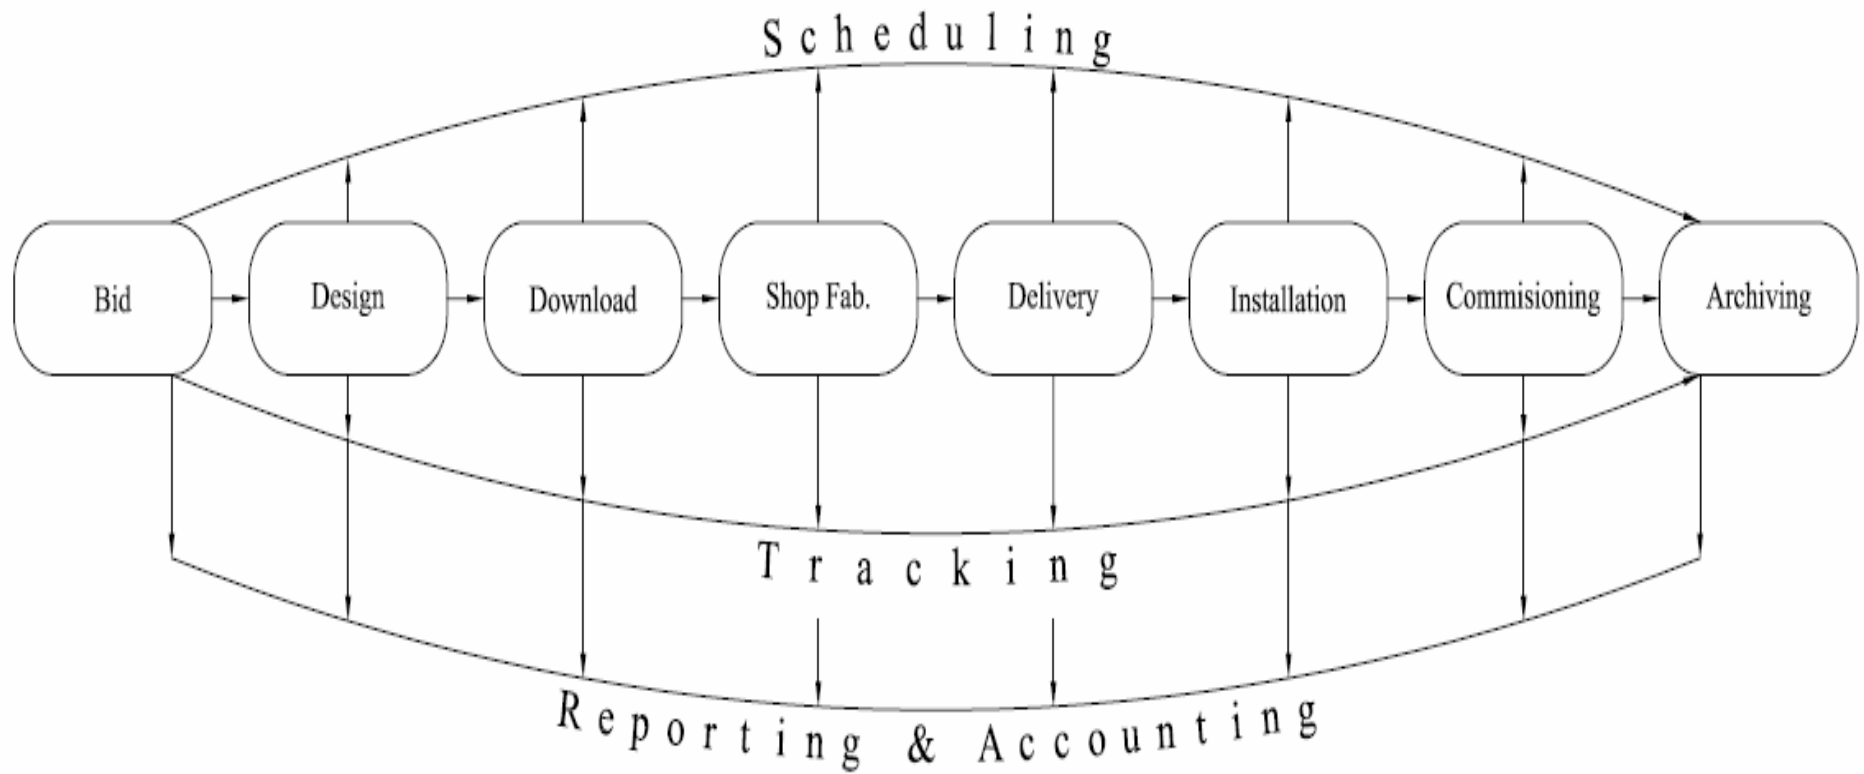 Scheduling
Bid
Design
Download
Shop Fab.
Delivery
Installation
Commisioning
Archiving
Tracking
Reporting & Accounting